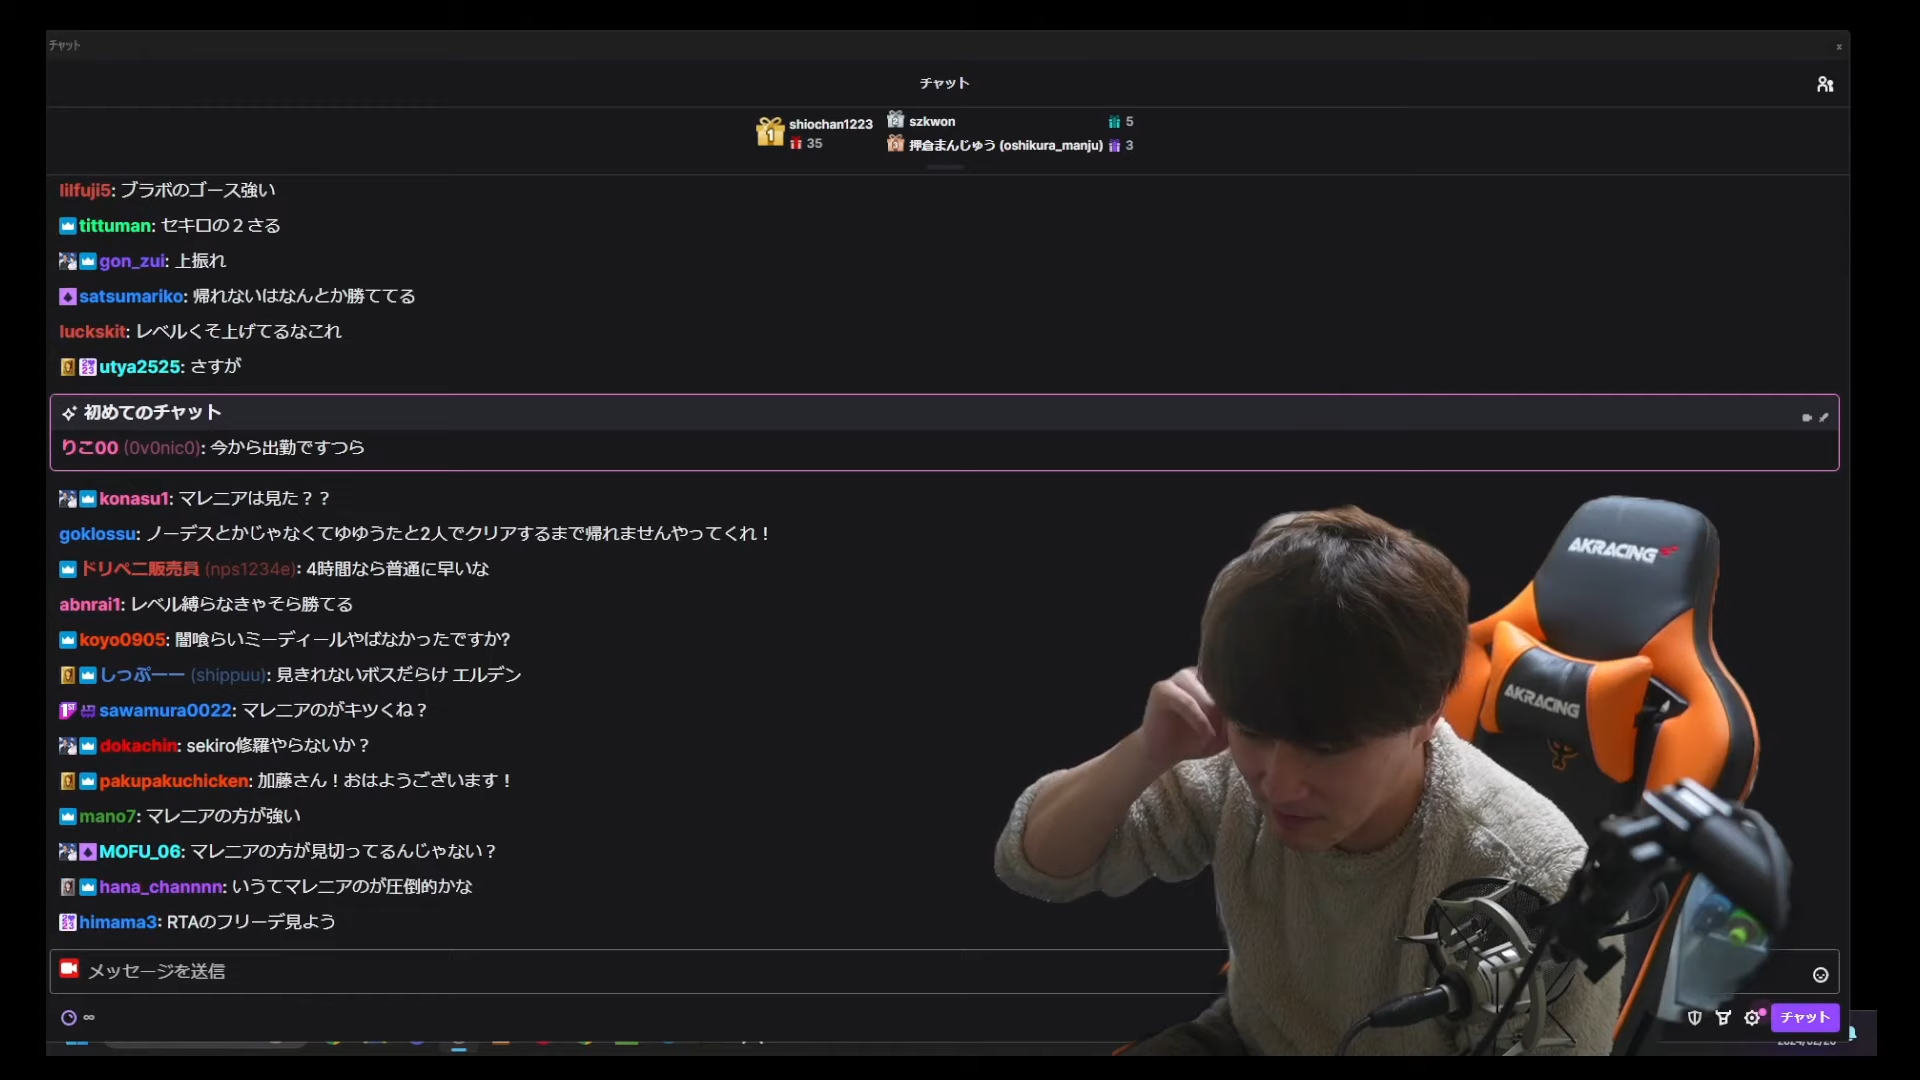 チャット
チャット
shiochan1223
35
szkwon 5
押倉まんじゅう (oshikura_manju) 3
lilfuji5: ブラボのゴース強い
tittuman: セキロの２さる
gon_zui: 上振れ
satsumariko: 帰れないはなんとか勝ててる
luckskit: レベルくそ上げてるなこれ
utya2525: さすが
初めてのチャット
りこ00 (0v0nic0): 今から出勤ですつら
konasu1: マレニアは見た？？
goklossu: ノーデスとかじゃなくてゆゆうたと2人でクリアするまで帰れませんやってくれ！
ドリペニ販売員 (nps1234e): 4時間なら普通に早いな
abnrai1: レベル縛らなきゃそら勝てる
koyo0905: 闇喰らいミーディールやばなかったですか?
しっぷーー (shippuu): 見きれないボスだらけ エルデン
sawamura0022: マレニアのがキツくね？
dokachin: sekiro修羅やらないか？
pakupakuchicken: 加藤さん！おはようございます！
mano7: マレニアの方が強い
MOFU_06: マレニアの方が見切ってるんじゃない？
hana_channnn: いうてマレニアのが圧倒的かな
himama3: RTAのフリーデ見よう
AKRACING
AKRACING
メッセージを送信
∞
チャット